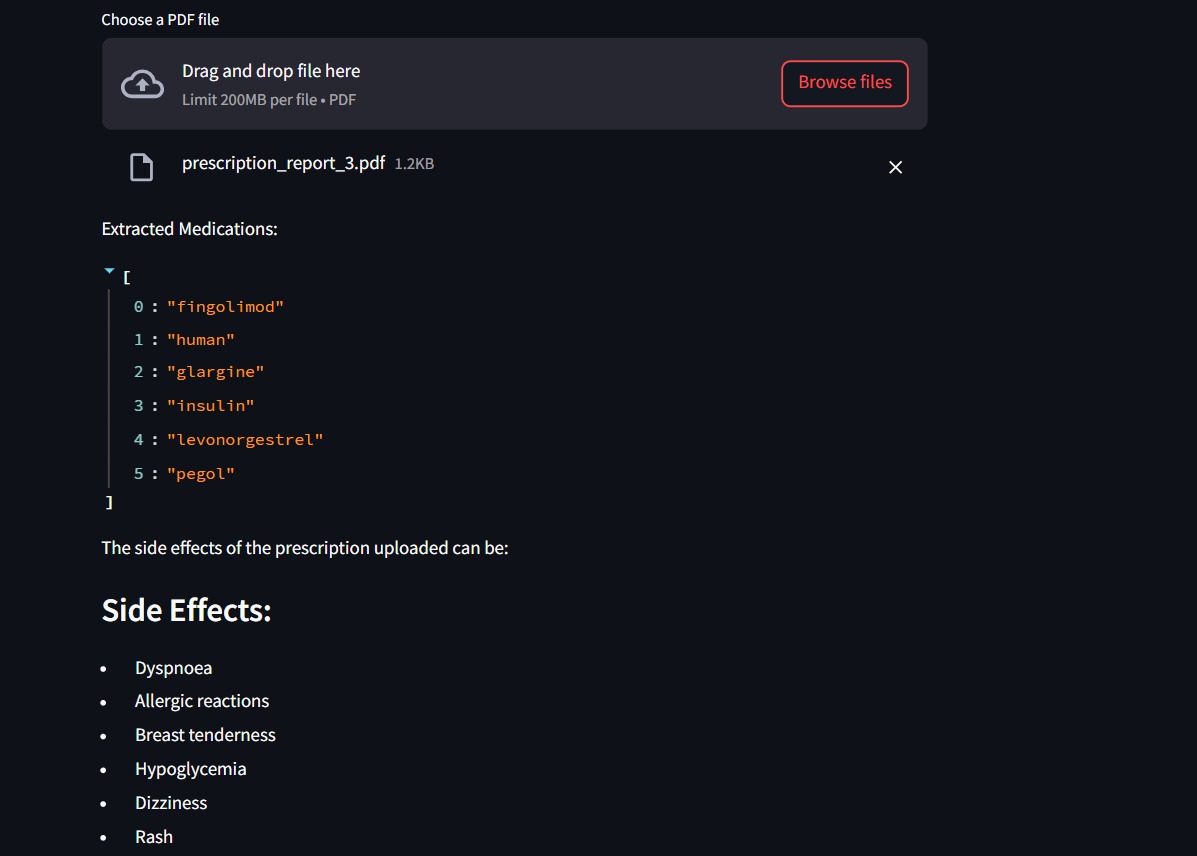 Choose a PDF file
Drag and drop file here
Limit 200MB per file • PDF
Browse files
prescription_report_3.pdf 1.2KB
Extracted Medications:
[
0 : "fingolimod"
1 : "human"
2 : "glargine"
3 : "insulin"
4 : "levonorgestrel"
5 : "pegol"
]
The side effects of the prescription uploaded can be:
Side Effects:
• Dyspnoea
• Allergic reactions
• Breast tenderness
• Hypoglycemia
• Dizziness
• Rash